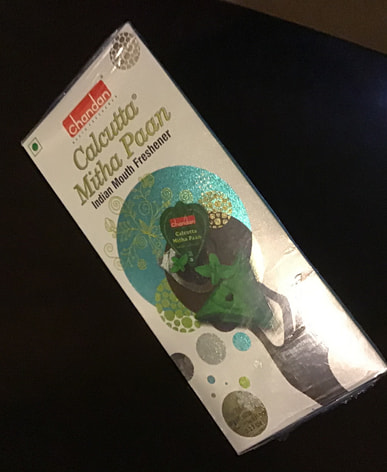 chandan®
Calcutta®
Mitha Paan
Indian Mouth Freshener
chandan
Calcutta
Mitha Paan